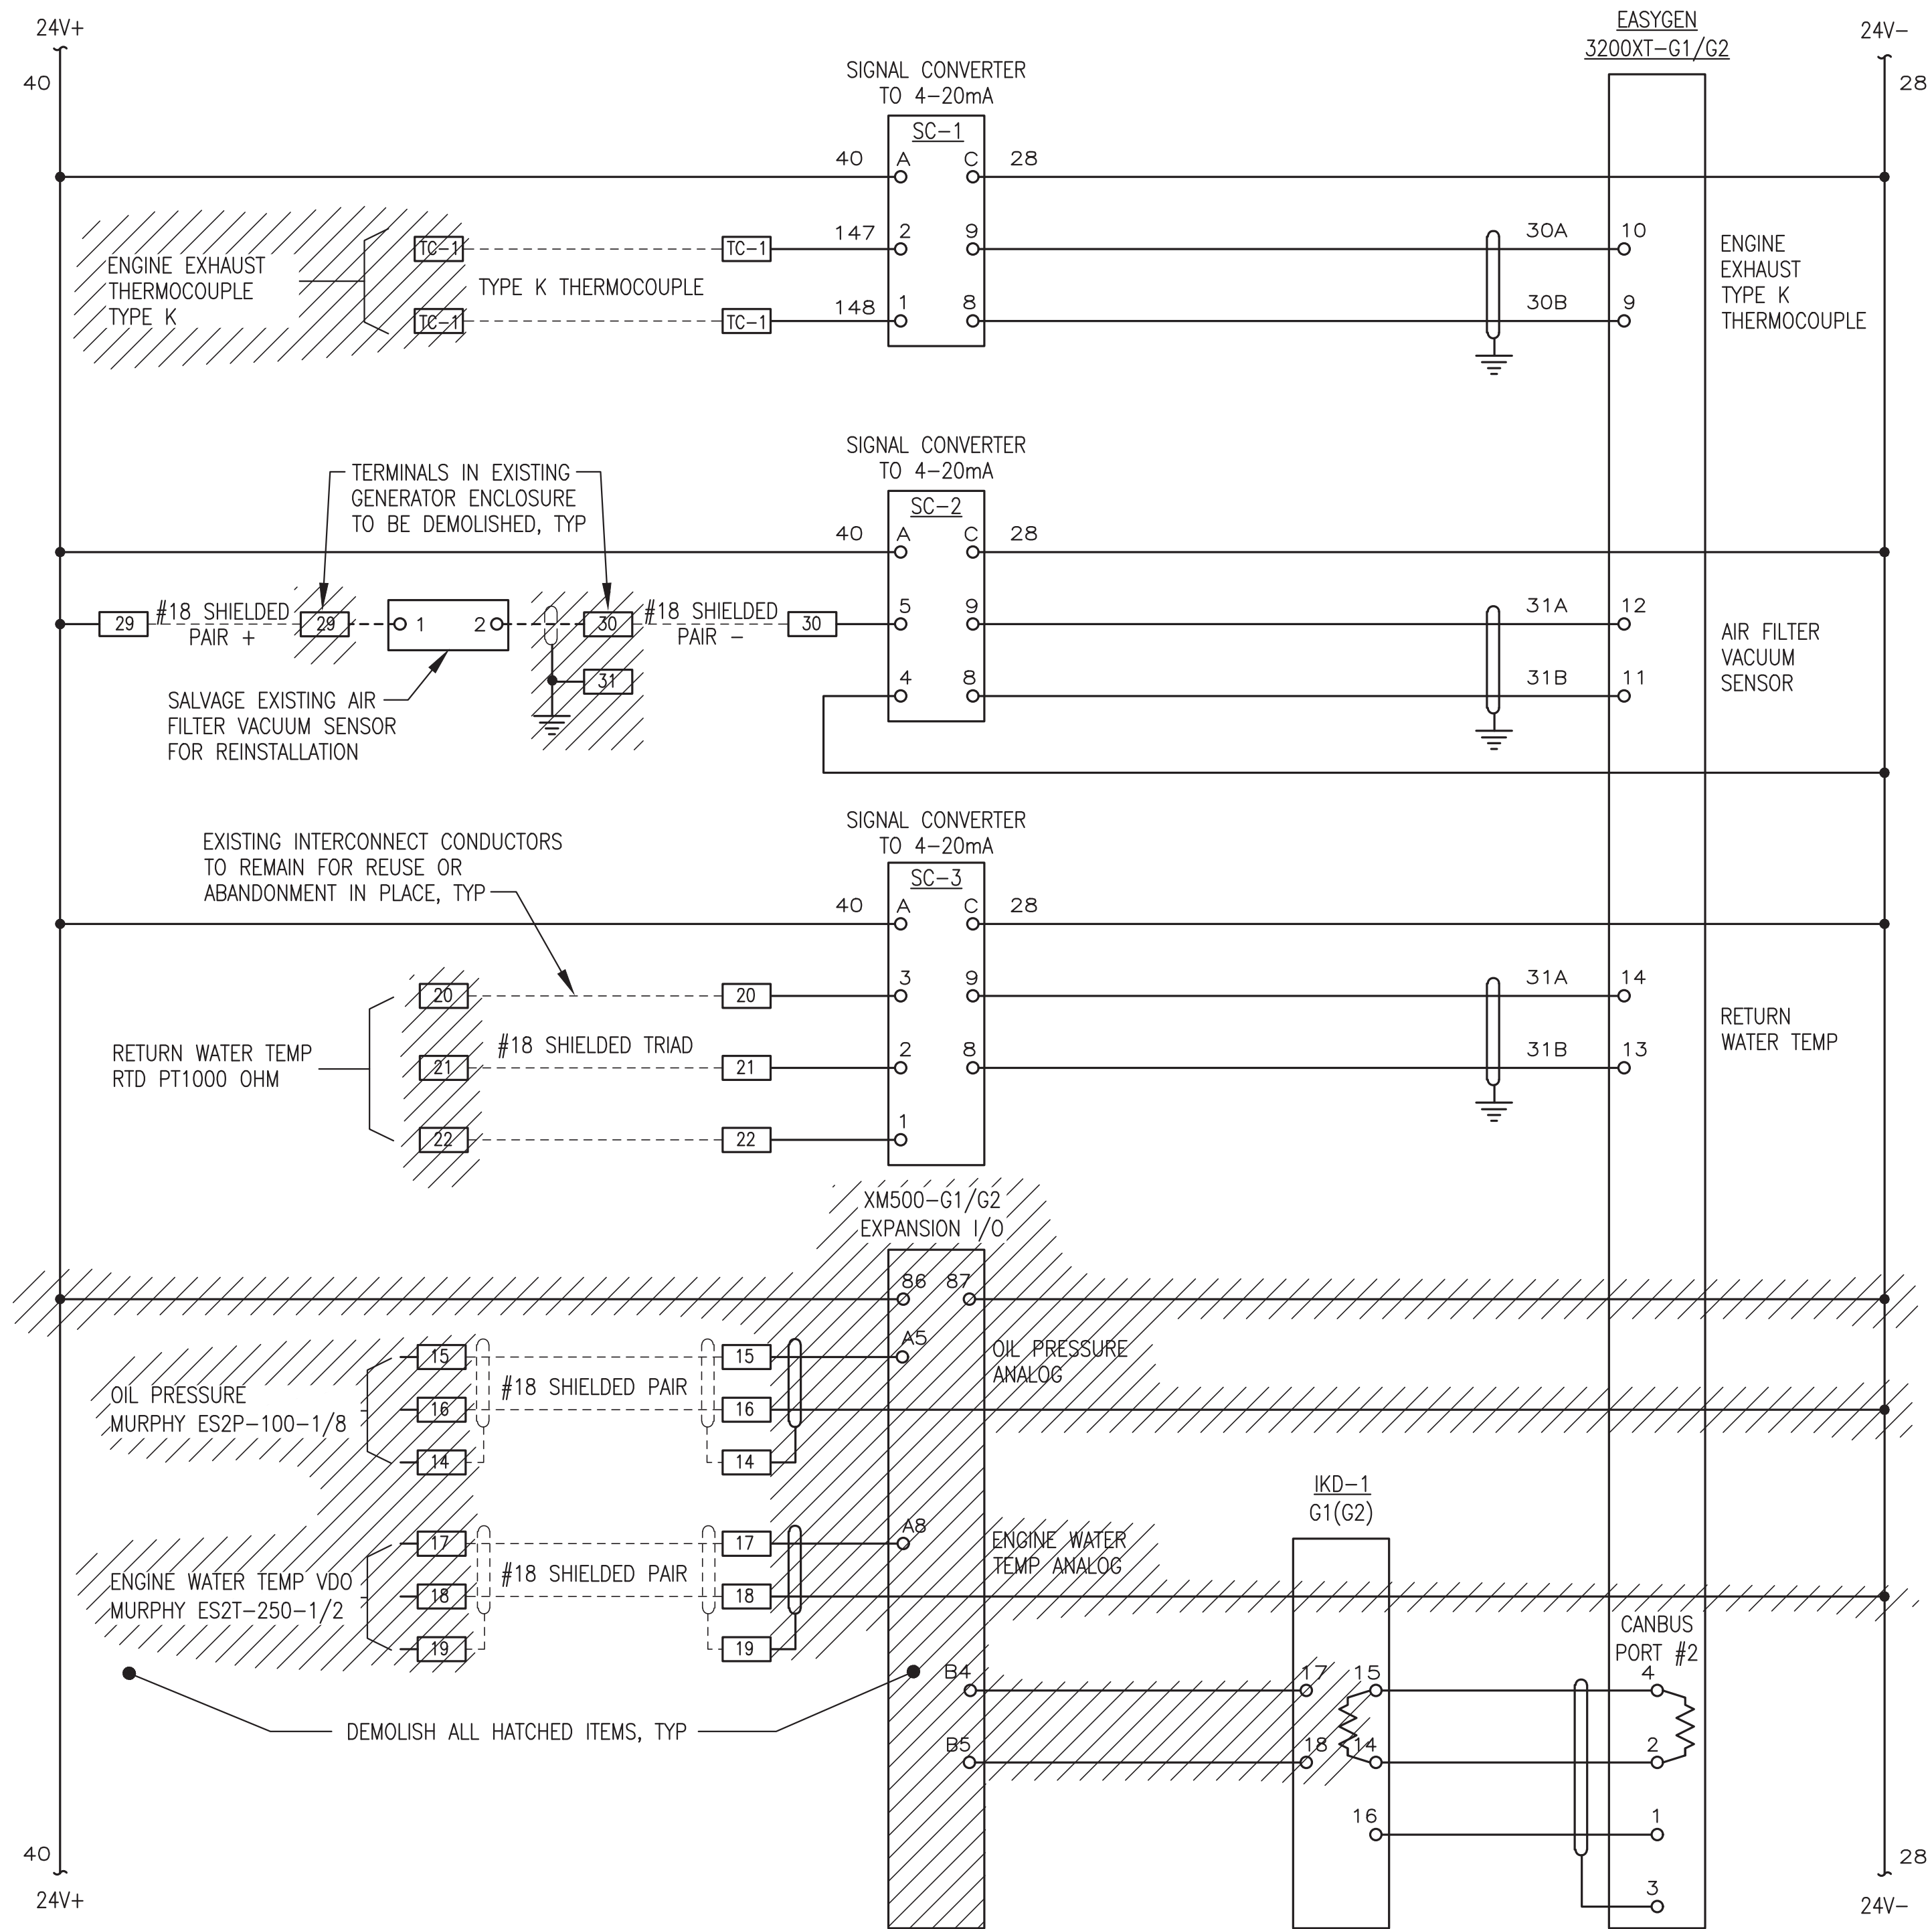 24V+
40
EASYGEN
3200XT-G1/G2
24V-
28
SIGNAL CONVERTER
TO 4-20mA
SC-1
40 A C 28
147 2 9 30A 10
148 1 8 30B 9
ENGINE EXHAUST
THERMOCOUPLE
TYPE K
TC-1 TC-1
TYPE K THERMOCOUPLE
TC-1 TC-1
ENGINE
EXHAUST
TYPE K
THERMOCOUPLE
SIGNAL CONVERTER
TO 4-20mA
SC-2
40 A C 28
TERMINALS IN EXISTING
GENERATOR ENCLOSURE
TO BE DEMOLISHED, TYP
29
#18 SHIELDED
PAIR +
29
1 2
30
#18 SHIELDED
PAIR -
30
31
5 9 31A 12
4 8 31B 11
AIR FILTER
VACUUM
SENSOR
SALVAGE EXISTING AIR
FILTER VACUUM SENSOR
FOR REINSTALLATION
SIGNAL CONVERTER
TO 4-20mA
SC-3
40 A C 28
EXISTING INTERCONNECT CONDUCTORS
TO REMAIN FOR REUSE OR
ABANDONMENT IN PLACE, TYP
20 20 3 9 31A 14
#18 SHIELDED TRIAD
21 21 2 8 31B 13
22 22 1
RETURN WATER TEMP
RTD PT1000 OHM
RETURN
WATER TEMP
XM500-G1/G2
EXPANSION I/O
86 87
A5
OIL PRESSURE
ANALOG
15 15
#18 SHIELDED PAIR
16 16
14 14
OIL PRESSURE
MURPHY ES2P-100-1/8
A8
ENGINE WATER
TEMP ANALOG
17 17
#18 SHIELDED PAIR
18 18
19 19
ENGINE WATER TEMP VDO
MURPHY ES2T-250-1/2
DEMOLISH ALL HATCHED ITEMS, TYP
IKD-1
G1(G2)
CANBUS
PORT #2
B4 17 15 4
B5 18 14 2
16 1
3
40
24V+
28
24V-